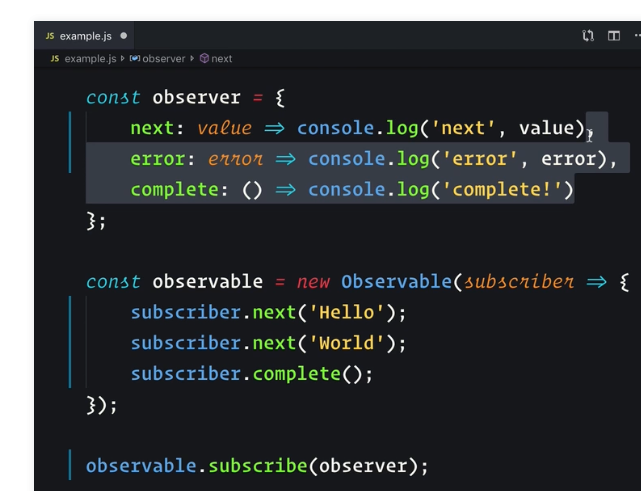 JS example.js
JS example.js observer next
const observer = {
next: value => console.log('next', value),
error: error => console.log('error', error),
complete: () => console.log('complete!')
};
const observable = new Observable(subscriber => {
subscriber.next('Hello');
subscriber.next('World');
subscriber.complete();
});
observable.subscribe(observer);